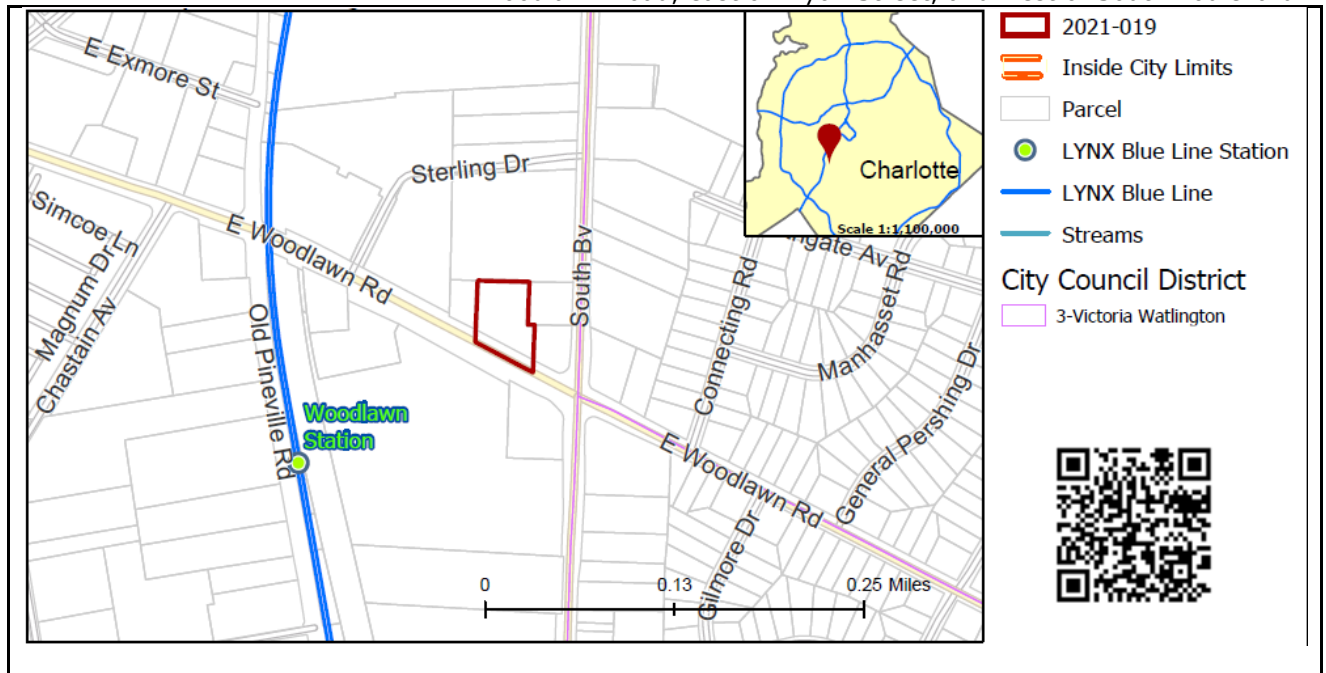 E Exmore St
Sterling Dr
Simcoe Ln
Magnum Dr
Chastain Av
E Woodlawn Rd
Old Pineville Rd
Woodlawn
Station
South Bv
Connecting Rd
ngate Av
Manhasset Rd
General Pershing Dr
E Woodlawn Rd
Gilmore Dr
0 0.13 0.25 Miles
Charlotte
Scale 1:1,100,000
2021-019
Inside City Limits
Parcel
LYNX Blue Line Station
LYNX Blue Line
Streams
City Council District
3-Victoria Watlington